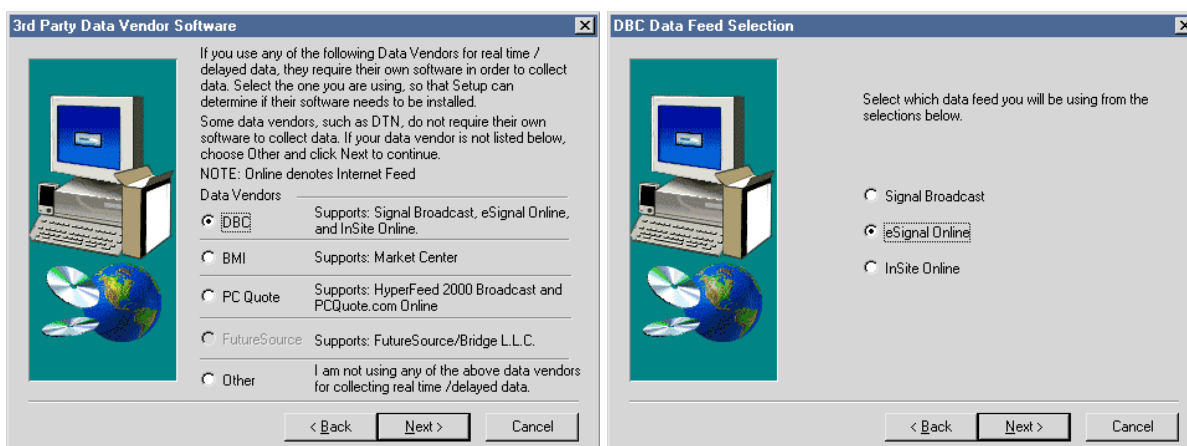 3rd Party Data Vendor Software
If you use any of the following Data Vendors for real time /
delayed data, they require their own software in order to collect
data. Select the one you are using, so that Setup can
determine if their software needs to be installed.
Some data vendors, such as DTN, do not require their own
software to collect data. If your data vendor is not listed below,
choose Other and click Next to continue.
NOTE: Online denotes Internet Feed
Data Vendors
DBC Supports: Signal Broadcast, eSignal Online,
and InSite Online.
BMI Supports: Market Center
PC Quote Supports: HyperFeed 2000 Broadcast and
PCQuote.com Online
FutureSource Supports: FutureSource/Bridge L.L.C.
Other I am not using any of the above data vendors
for collecting real time /delayed data.
< Back Next > Cancel
DBC Data Feed Selection
Select which data feed you will be using from the
selections below.
Signal Broadcast
eSignal Online
InSite Online
< Back Next > Cancel